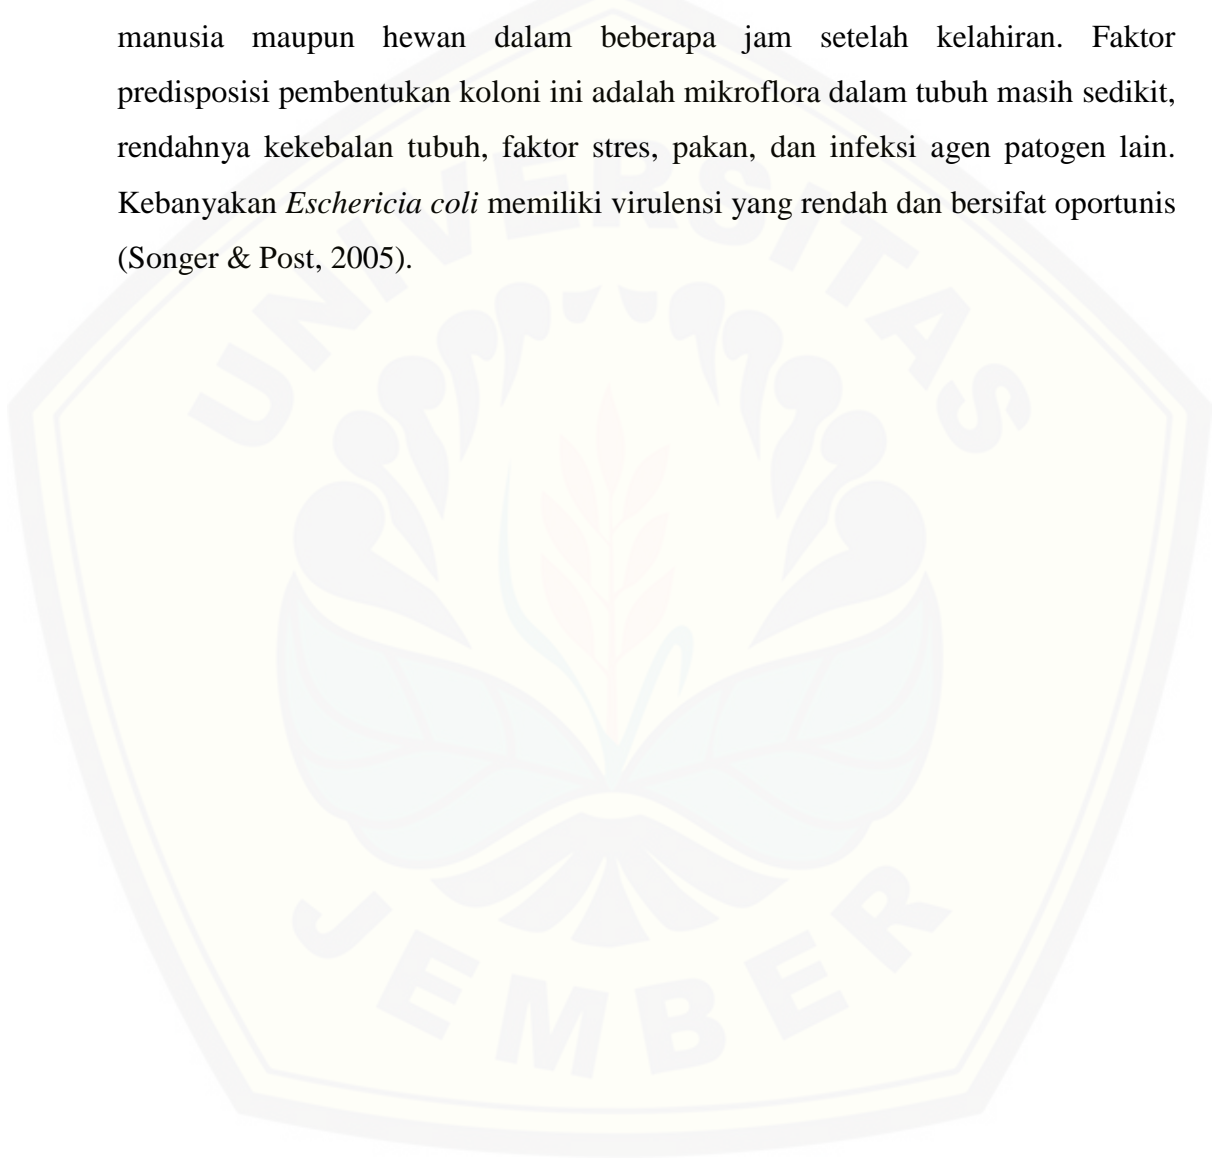 manusia maupun hewan dalam beberapa jam setelah kelahiran. Faktor
predisposisi pembentukan koloni ini adalah mikroflora dalam tubuh masih sedikit,
rendahnya kekebalan tubuh, faktor stres, pakan, dan infeksi agen patogen lain.
Kebanyakan Eschericia coli memiliki virulensi yang rendah dan bersifat oportunis
(Songer & Post, 2005).
UNIVERSITAS
JEMBER